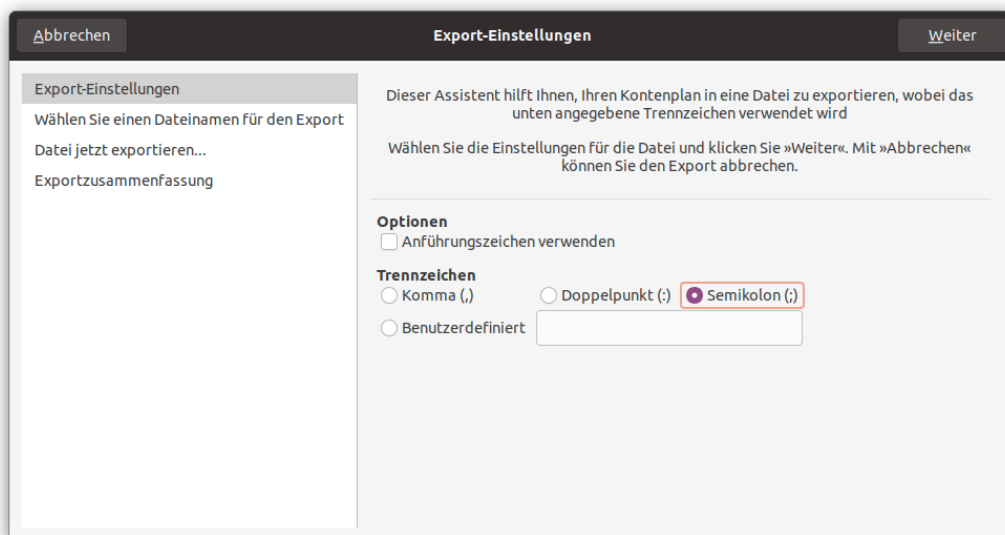 Abbrechen
Export-Einstellungen
Weiter
Export-Einstellungen
Wählen Sie einen Dateinamen für den Export
Datei jetzt exportieren...
Exportzusammenfassung
Dieser Assistent hilft Ihnen, Ihren Kontenplan in eine Datei zu exportieren, wobei das
unten angegebene Trennzeichen verwendet wird
Wählen Sie die Einstellungen für die Datei und klicken Sie »Weiter«. Mit »Abbrechen«
können Sie den Export abbrechen.
Optionen
Anführungszeichen verwenden
Trennzeichen
Komma (,)
Doppelpunkt (:)
Semikolon (;)
Benutzerdefiniert